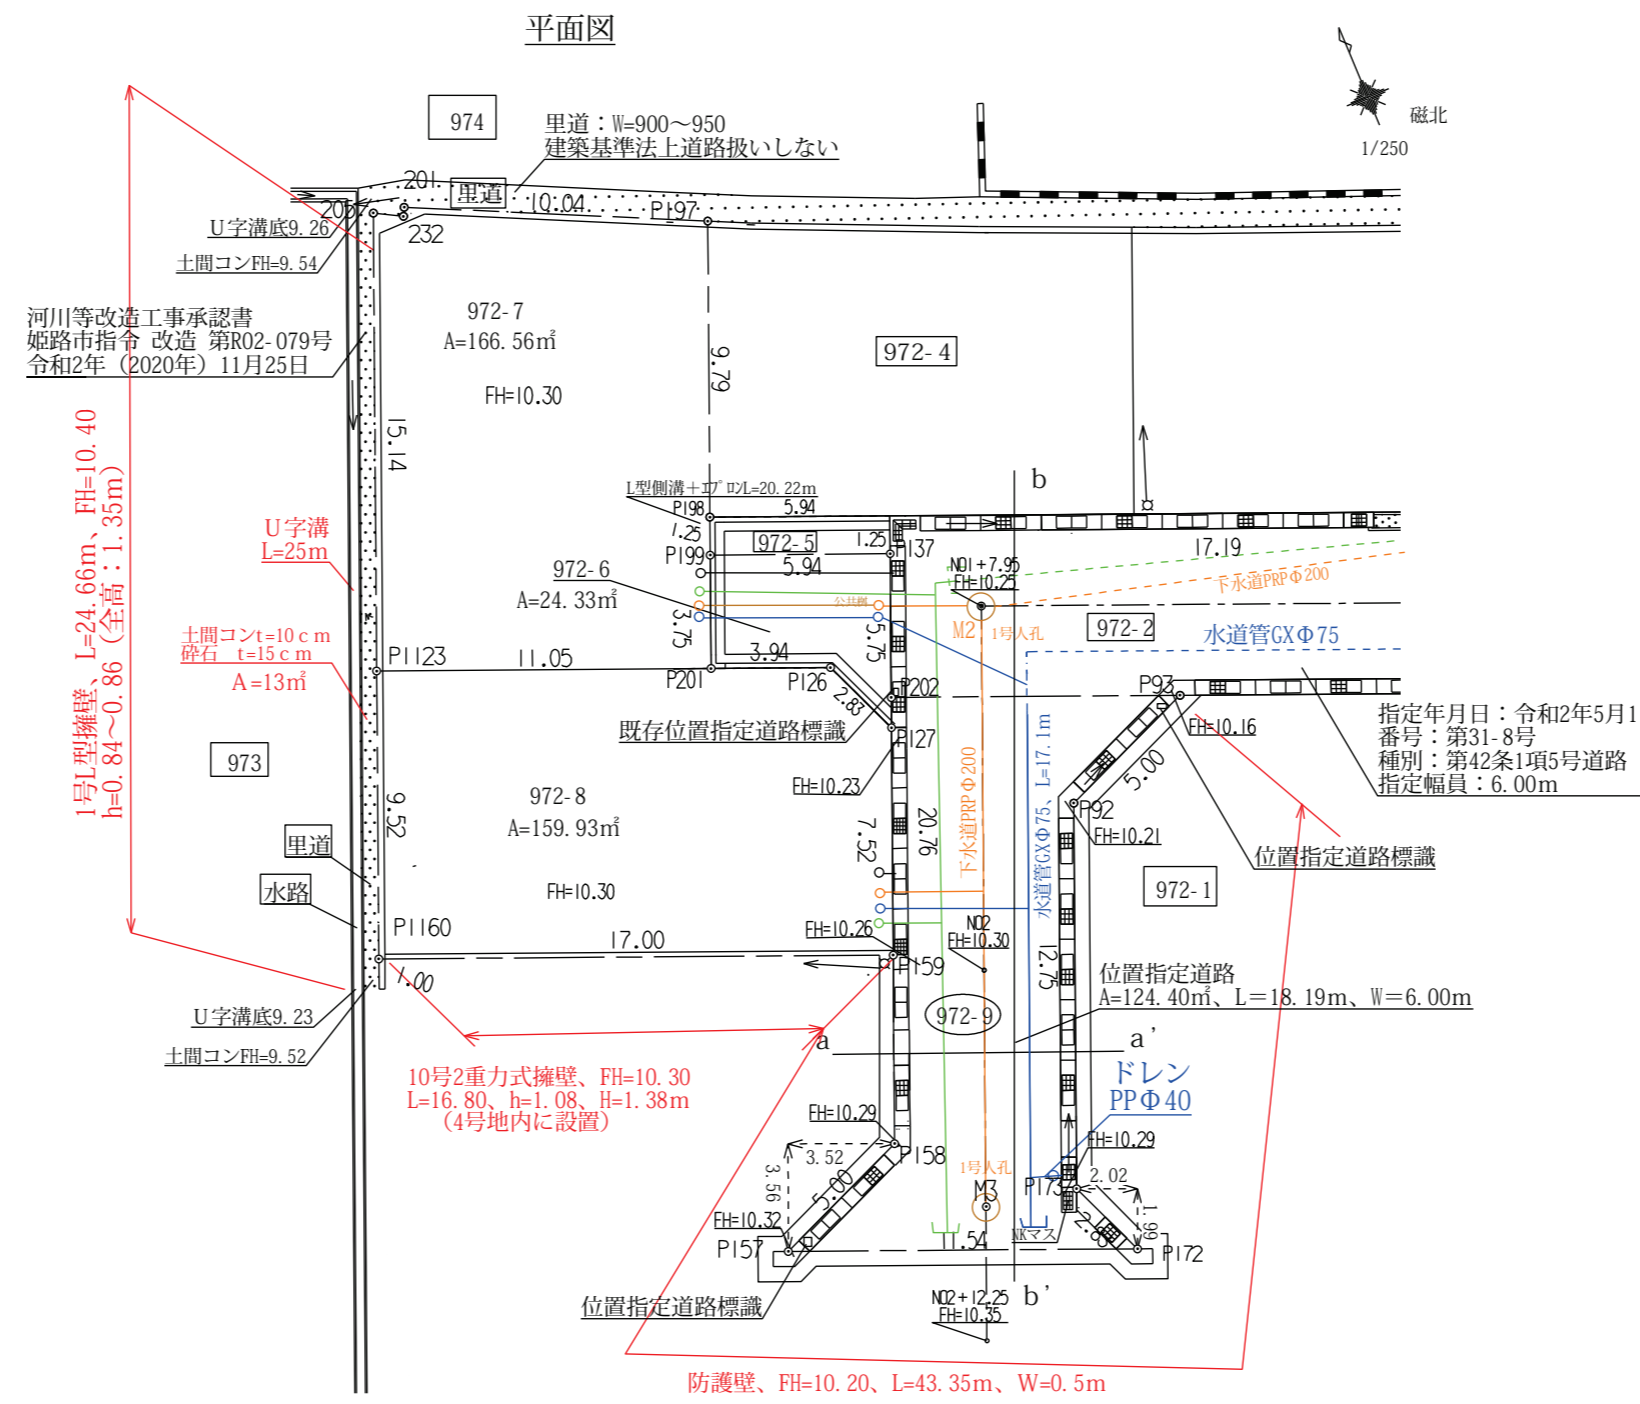 平面図
974
里道：W=900～950
建築基準法上道路扱いしない
磁北
1/250
201
里道
10.04
P197
205
232
U字溝底9.26
土間コンFH=9.54
河川等改造工事承認書
姫路市指令 改造 第R02-079号
令和2年（2020年）11月25日
972-7
A=166.56㎡
FH=10.30
9.79
972-4
15.14
1号L型擁壁、L=24.66m、FH=10.40
h=0.84～0.86（全高：1.35m）
U字溝
L=25m
土間コンt=10ｃｍ
砕石　t=15ｃｍ
A=13㎡
L型側溝＋ｴﾌﾟﾛﾝL=20.22m
P198
5.94
1.25
P199
972-5
1.25
P137
5.94
972-6
A=24.33㎡
公共桝
3.75
5.75
3.94
P201
P126
2.83
P202
P127
既存位置指定道路標識
FH=10.23
b
17.19
NO1+7.95
FH=10.25
M2
1号人孔
下水道PRPΦ200
972-2
水道管GXΦ75
P93
FH=10.16
指定年月日：令和2年5月1
番号：第31-8号
種別：第42条1項5号道路
指定幅員：6.00m
5.00
P92
FH=10.21
位置指定道路標識
972-1
P1123
11.05
973
9.52
972-8
A=159.93㎡
FH=10.30
里道
水路
P1160
17.00
1.00
7.52
20.76
下水道PRPΦ200
水道管GXΦ75、L=17.1m
FH=10.26
P159
NO2
FH=10.30
12.75
位置指定道路
A=124.40㎡、L＝18.19m、W＝6.00m
972-9
a
a'
U字溝底9.23
土間コンFH=9.52
10号2重力式擁壁、FH=10.30
L=16.80、h=1.08、H=1.38m
（4号地内に設置）
ドレン
PPΦ40
FH=10.29
P158
3.52
3.56
5.00
FH=10.32
P157
1号人孔
M3
P173
FH=10.29
2.02
1.99
NKマス
11.54
P172
位置指定道路標識
b'
NO2+12.25
FH=10.35
防護壁、FH=10.20、L=43.35m、W=0.5m